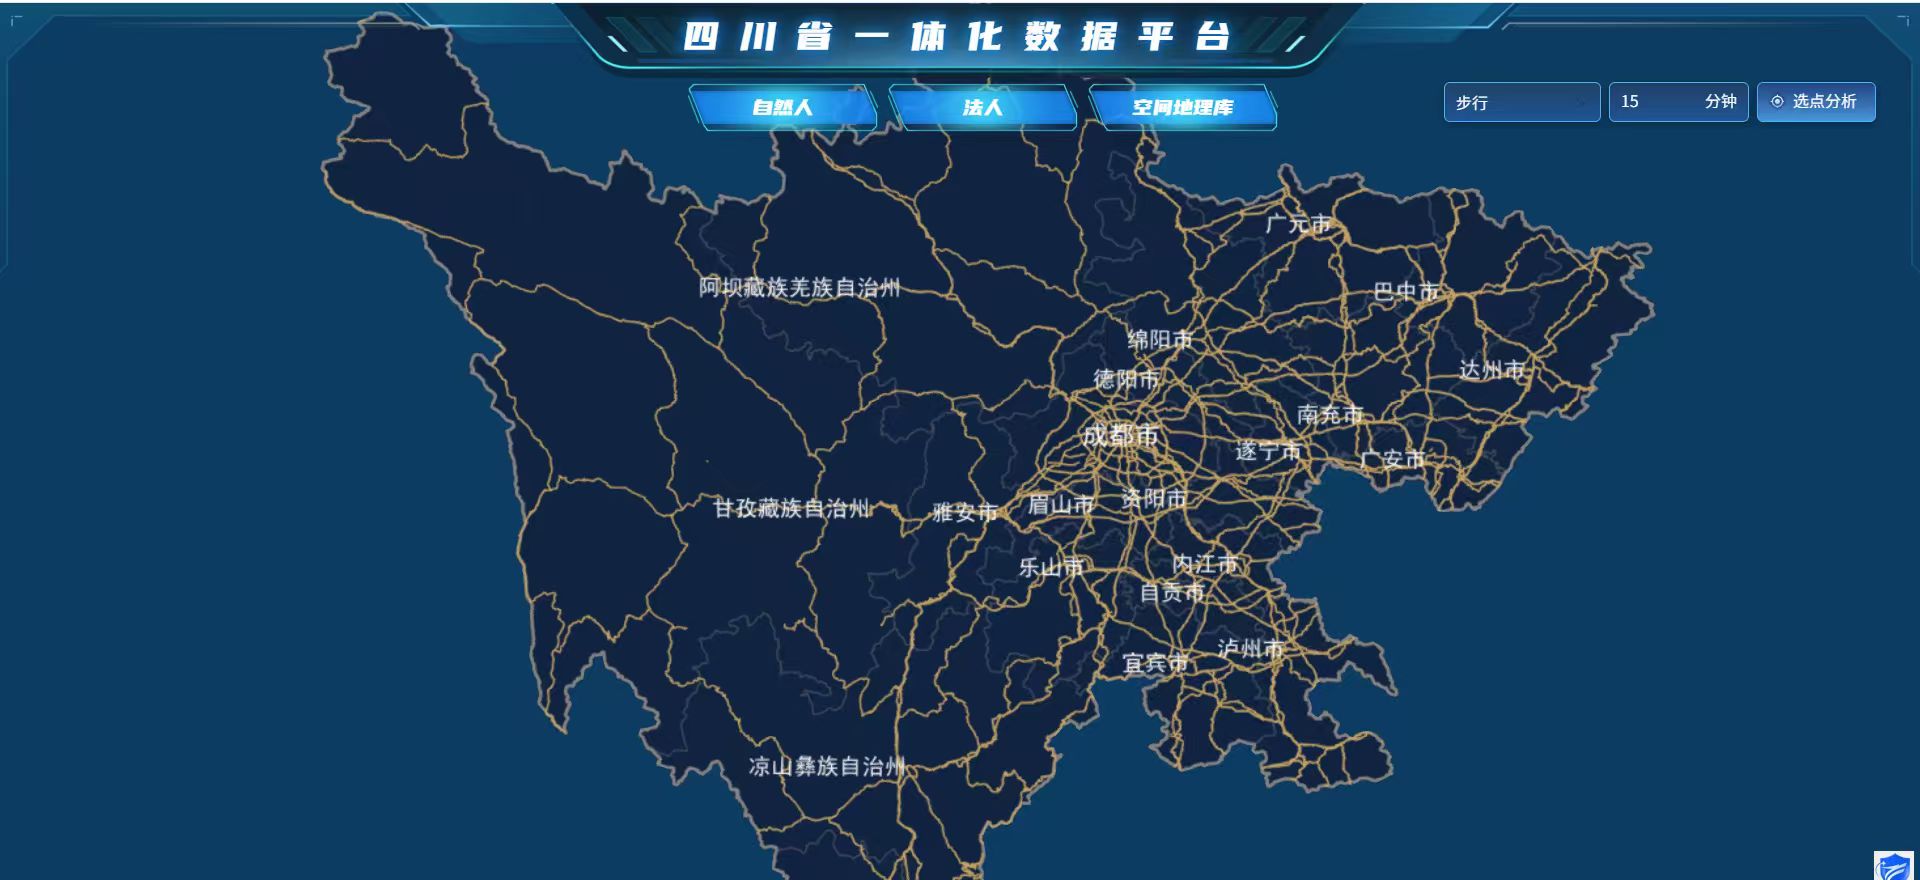 四川省一体化数据平台
自然人
法人
空间地理库
步行
15 分钟
选点分析
广元市
阿坝藏族羌族自治州
巴中市
绵阳市
达州市
德阳市
南充市
成都市
遂宁市
广安市
甘孜藏族自治州
雅安市
眉山市
资阳市
乐山市
内江市
自贡市
泸州市
宜宾市
凉山彝族自治州